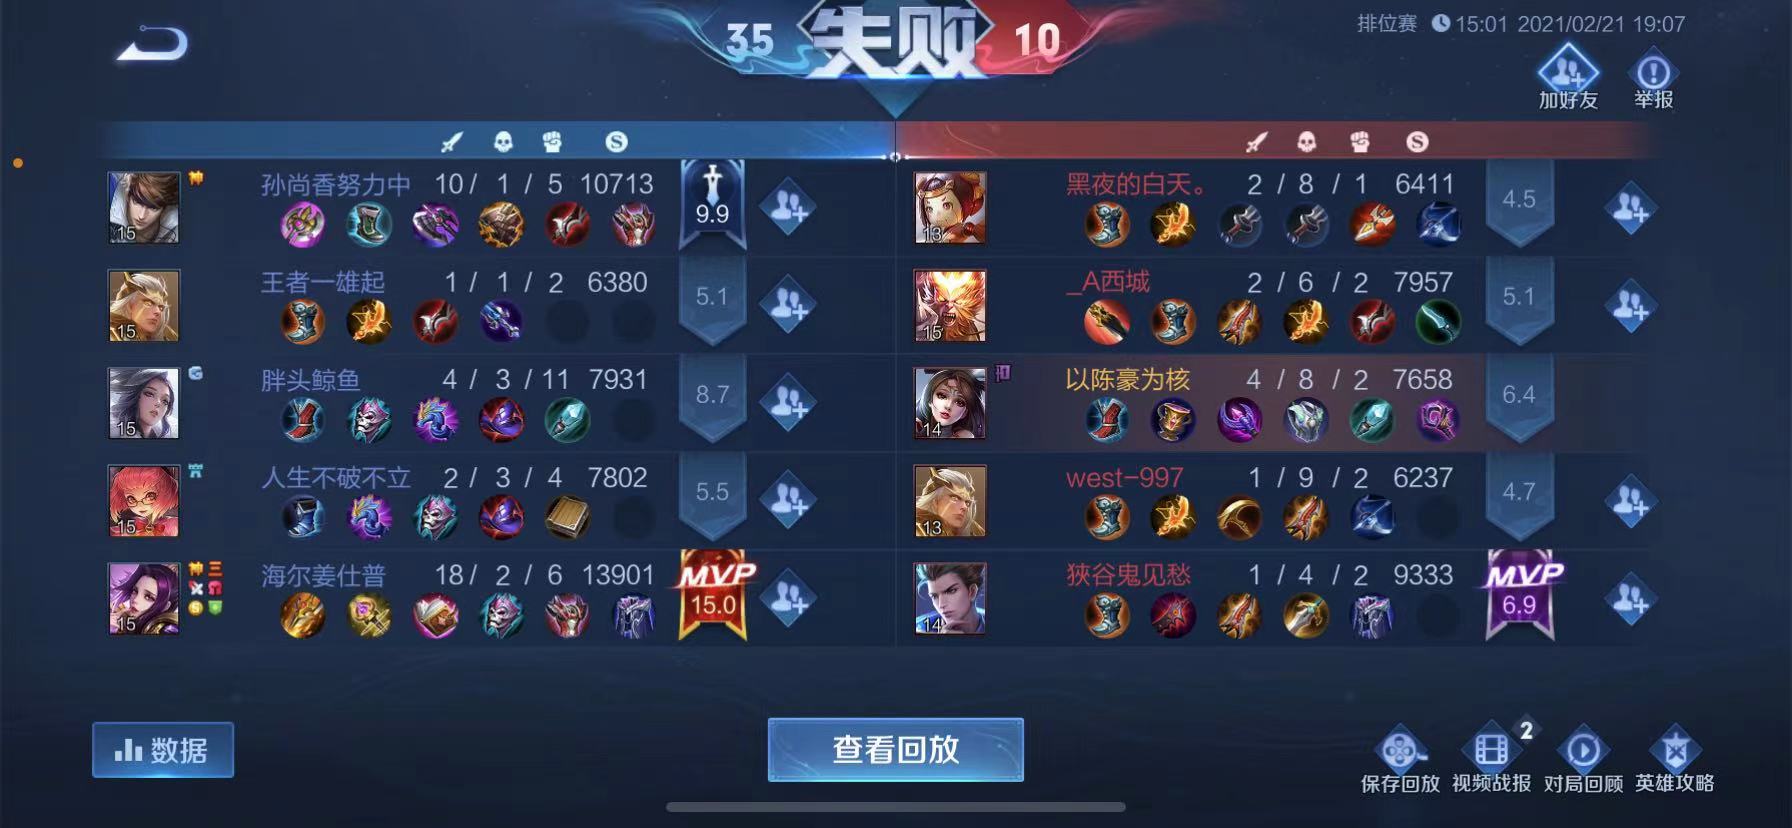 35 失败 10
排位赛 15:01 2021/02/21 19:07
加好友 举报
15 孙尚香努力中 10 / 1 / 5 10713 9.9
13 黑夜的白天。 2 / 8 / 1 6411 4.5
15 王者一雄起 1 / 1 / 2 6380 5.1
15 _A西城 2 / 6 / 2 7957 5.1
15 胖头鲸鱼 4 / 3 / 11 7931 8.7
14 以陈豪为核 4 / 8 / 2 7658 6.4
15 人生不破不立 2 / 3 / 4 7802 5.5
13 west-997 1 / 9 / 2 6237 4.7
15 海尔姜仕普 18 / 2 / 6 13901 MVP 15.0
14 狹谷鬼见愁 1 / 4 / 2 9333 MVP 6.9
数据
查看回放
2
保存回放 视频战报 对局回顾 英雄攻略